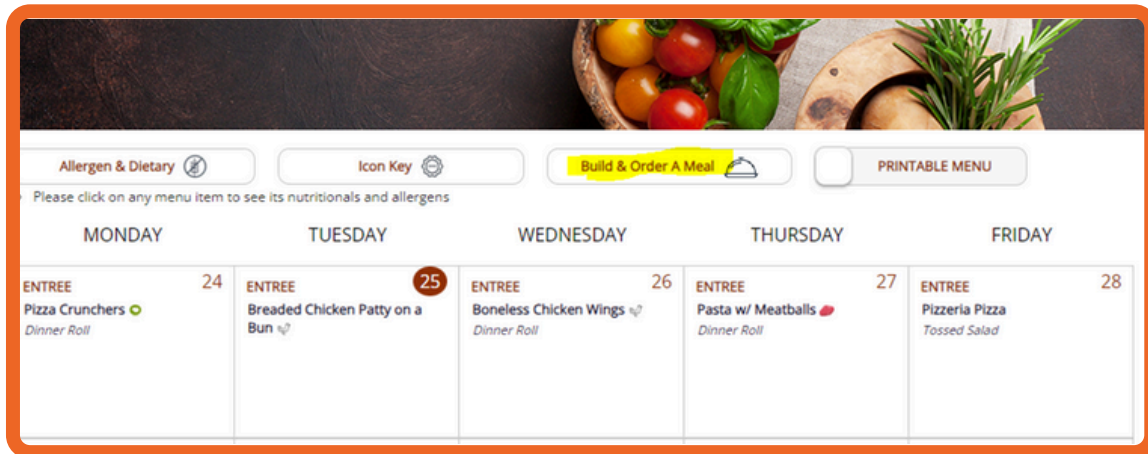 Allergen & Dietary
Icon Key
Build & Order A Meal
PRINTABLE MENU
Please click on any menu item to see its nutritionals and allergens
MONDAY
TUESDAY
WEDNESDAY
THURSDAY
FRIDAY
ENTREE 24
Pizza Crunchers
Dinner Roll
ENTREE 25
Breaded Chicken Patty on a
Bun
ENTREE 26
Boneless Chicken Wings
Dinner Roll
ENTREE 27
Pasta w/ Meatballs
Dinner Roll
ENTREE 28
Pizzeria Pizza
Tossed Salad